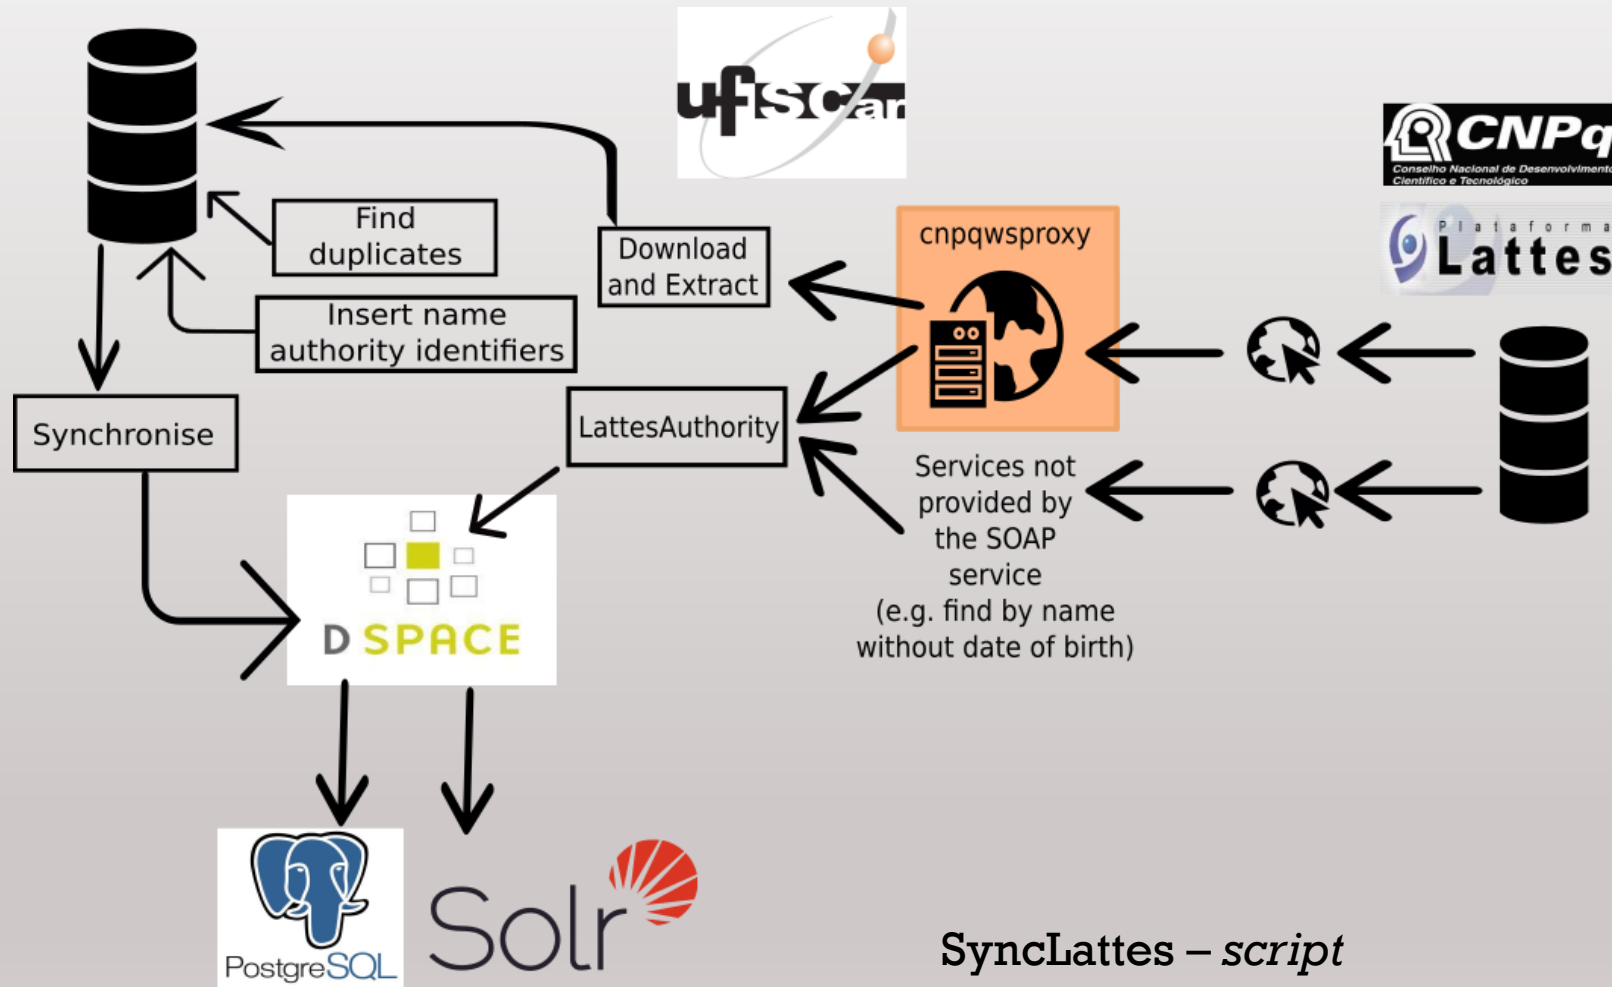 ufscar
CNPq
Conselho Nacional de Desenvolvimento
Científico e Tecnológico
Plataforma
Lattes
Find
duplicates
Insert name
authority identifiers
Download
and Extract
cnpqwsproxy
Synchronise
LattesAuthority
Services not
provided by
the SOAP
service
(e.g. find by name
without date of birth)
D SPACE
PostgreSQL
Solr
SyncLattes – script